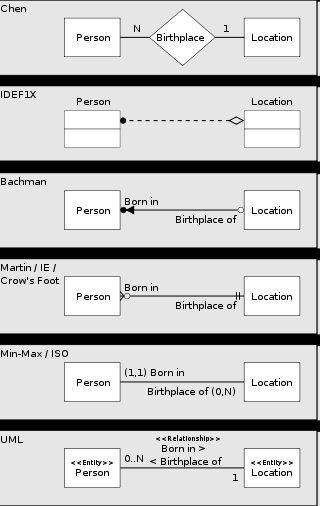 Chen
Person
N
Birthplace
1
Location
IDEF1X
Person
Location
Bachman
Person
Born in
Birthplace of
Location
Martin / IE /
Crow's Foot
Person
Born in
Birthplace of
Location
Min-Max / ISO
Person
(1,1) Born in
Birthplace of (0,N)
Location
UML
<<Entity>>
Person
0..N
<<Relationship>>
Born in >
< Birthplace of
1
<<Entity>>
Location